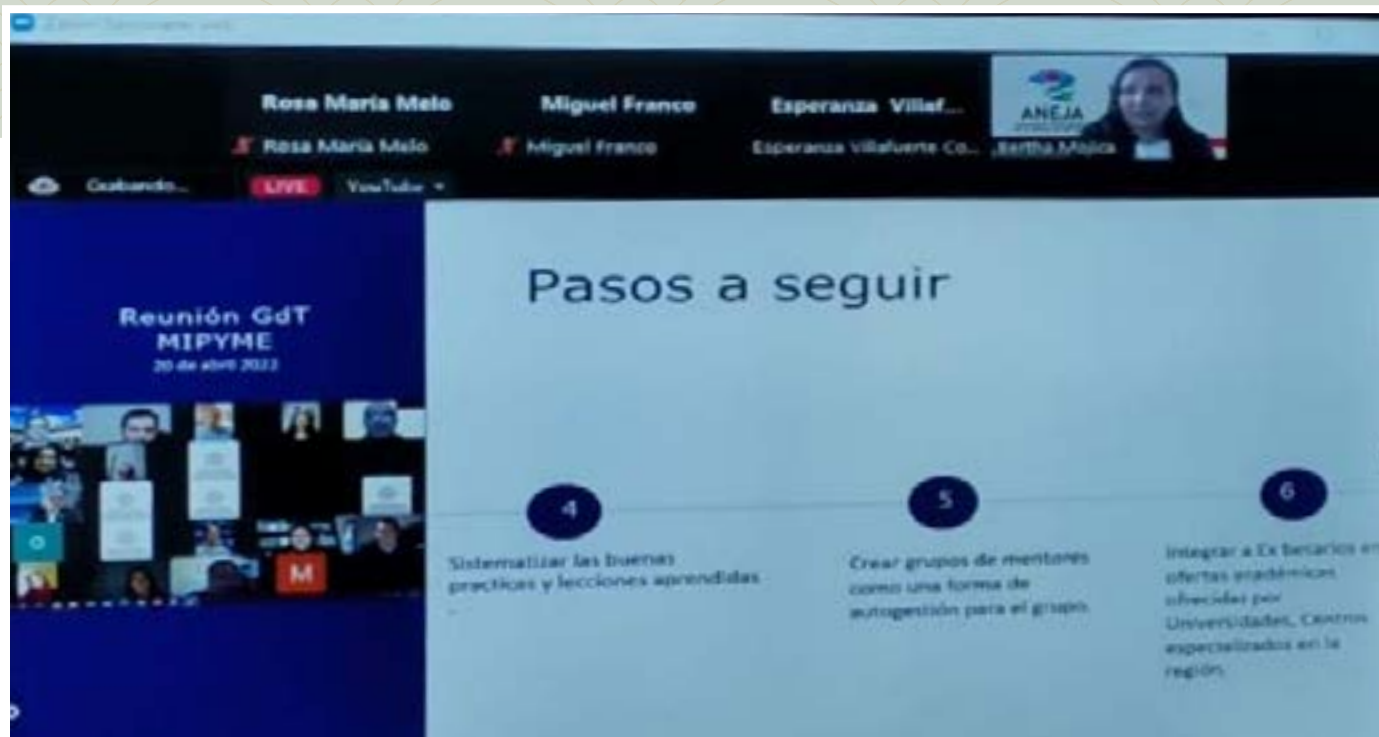 Rosa María Melo
Miguel Franco
Esperanza Villaf...
ANEJA
Rosa María Melo
Miguel Franco
Esperanza Villafuerte Co...
Bertha Mojica
Grabando...
LIVE
YouTube
Reunión GdT
MIPYME
20 de abril 2022
Pasos a seguir
4
Sistematizar las buenas
practicas y lecciones aprendidas
5
Crear grupos de mentores
como una forma de
autogestión para el grupo.
6
Integrar a Ex becarios en
ofertas académicas
ofrecidas por
Universidades, Centros
especializados en la
región.
M